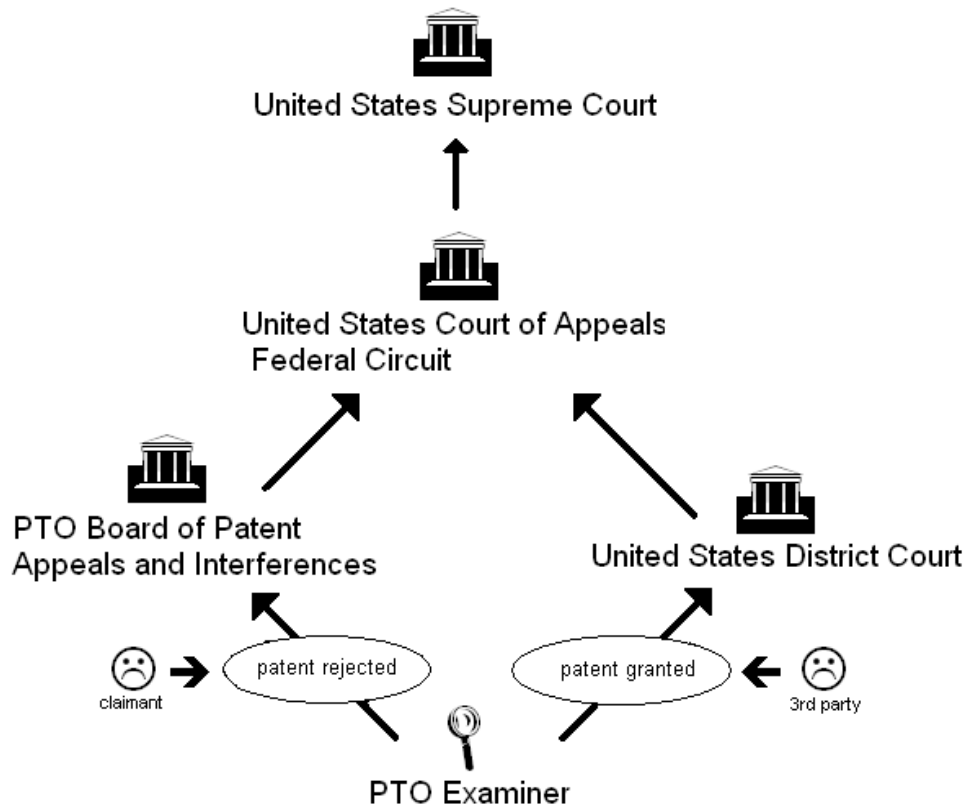 United States Supreme Court
United States Court of Appeals
Federal Circuit
PTO Board of Patent
Appeals and Interferences
United States District Court
patent rejected
patent granted
claimant
3rd party
PTO Examiner